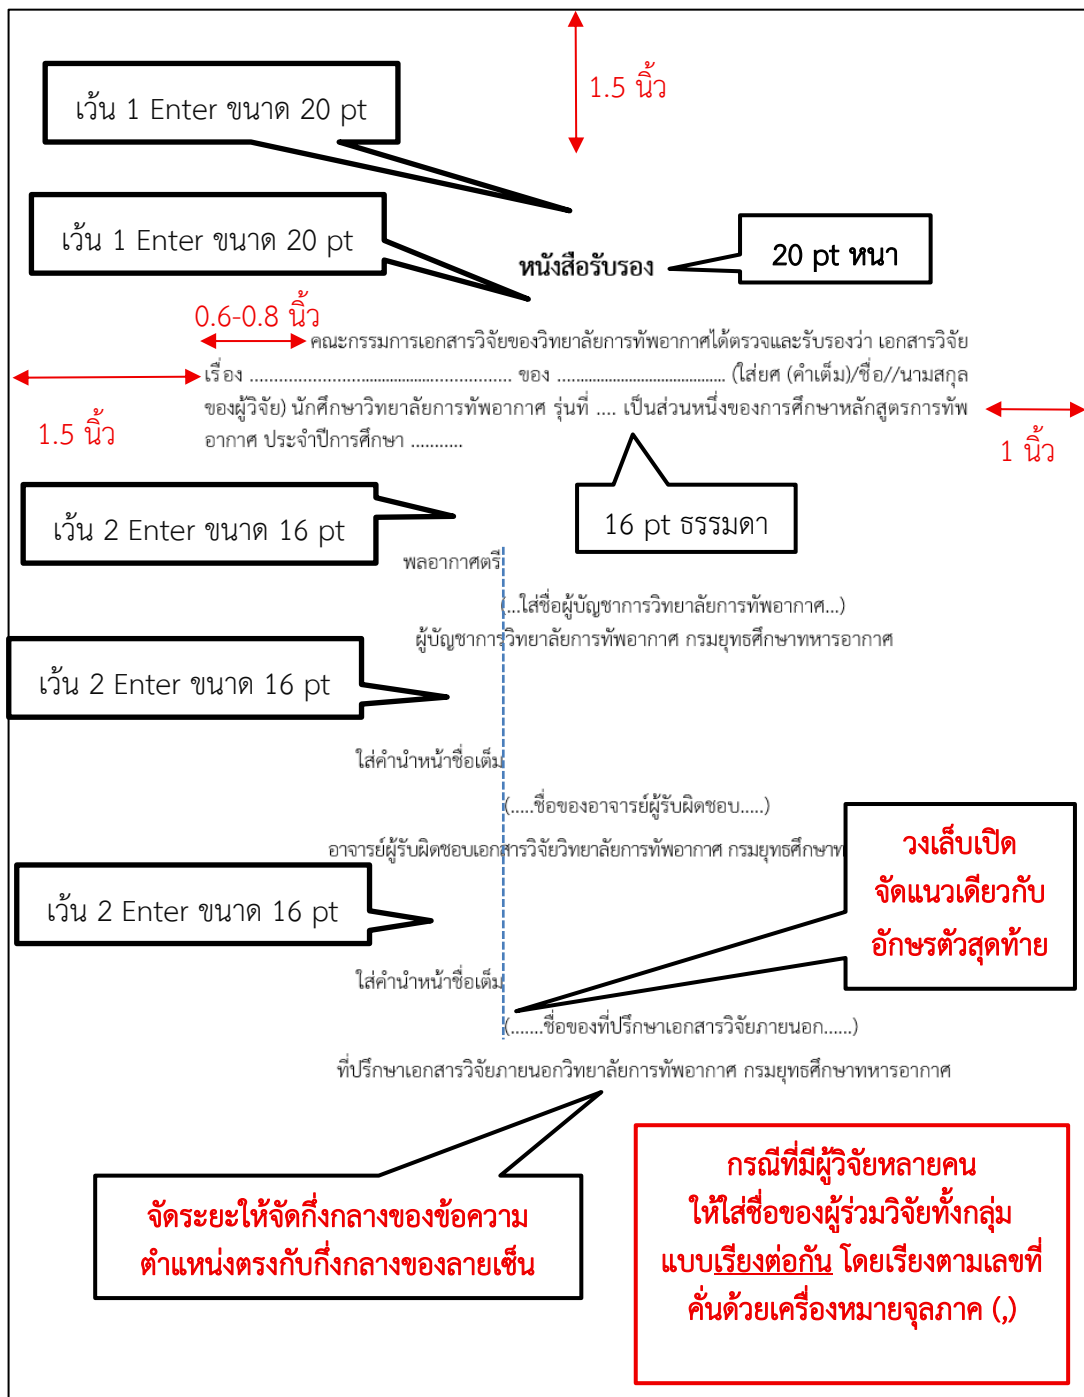 1.5 นิ้ว
เว้น 1 Enter ขนาด 20 pt
เว้น 1 Enter ขนาด 20 pt
หนังสือรับรอง
20 pt หนา
0.6-0.8 นิ้ว
คณะกรรมการเอกสารวิจัยของวิทยาลัยการทัพอากาศได้ตรวจและรับรองว่า เอกสารวิจัย
เรื่อง .................................................... ของ ........................................ (ใส่ยศ (คำเต็ม)/ชื่อ//นามสกุล
ของผู้วิจัย) นักศึกษาวิทยาลัยการทัพอากาศ รุ่นที่ .... เป็นส่วนหนึ่งของการศึกษาหลักสูตรการทัพ
อากาศ ประจำปีการศึกษา ...........
1.5 นิ้ว
1 นิ้ว
เว้น 2 Enter ขนาด 16 pt
16 pt ธรรมดา
พลอากาศตรี
(...ใส่ชื่อผู้บัญชาการวิทยาลัยการทัพอากาศ...)
ผู้บัญชาการวิทยาลัยการทัพอากาศ กรมยุทธศึกษาทหารอากาศ
เว้น 2 Enter ขนาด 16 pt
ใส่คำนำหน้าชื่อเต็ม
(.....ชื่อของอาจารย์ผู้รับผิดชอบ.....)
อาจารย์ผู้รับผิดชอบเอกสารวิจัยวิทยาลัยการทัพอากาศ กรมยุทธศึกษาท
วงเล็บเปิด
จัดแนวเดียวกับ
อักษรตัวสุดท้าย
เว้น 2 Enter ขนาด 16 pt
ใส่คำนำหน้าชื่อเต็ม
(.......ชื่อของที่ปรึกษาเอกสารวิจัยภายนอก......)
ที่ปรึกษาเอกสารวิจัยภายนอกวิทยาลัยการทัพอากาศ กรมยุทธศึกษาทหารอากาศ
จัดระยะให้จัดกึ่งกลางของข้อความ
ตำแหน่งตรงกับกึ่งกลางของลายเซ็น
กรณีที่มีผู้วิจัยหลายคน
ให้ใส่ชื่อของผู้ร่วมวิจัยทั้งกลุ่ม
แบบเรียงต่อกัน โดยเรียงตามเลขที่
คั่นด้วยเครื่องหมายจุลภาค (,)